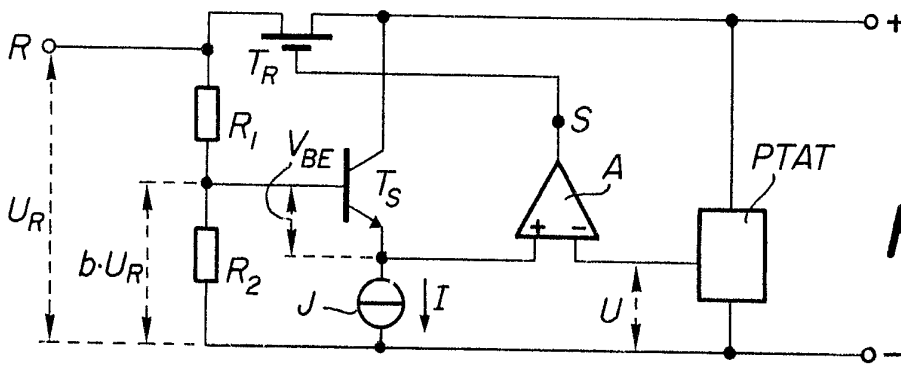 R
+
T_R
S
R_1
V_BE
PTAT
A
T_S
U_R
+ −
b·U_R
R_2
J
I
U
−